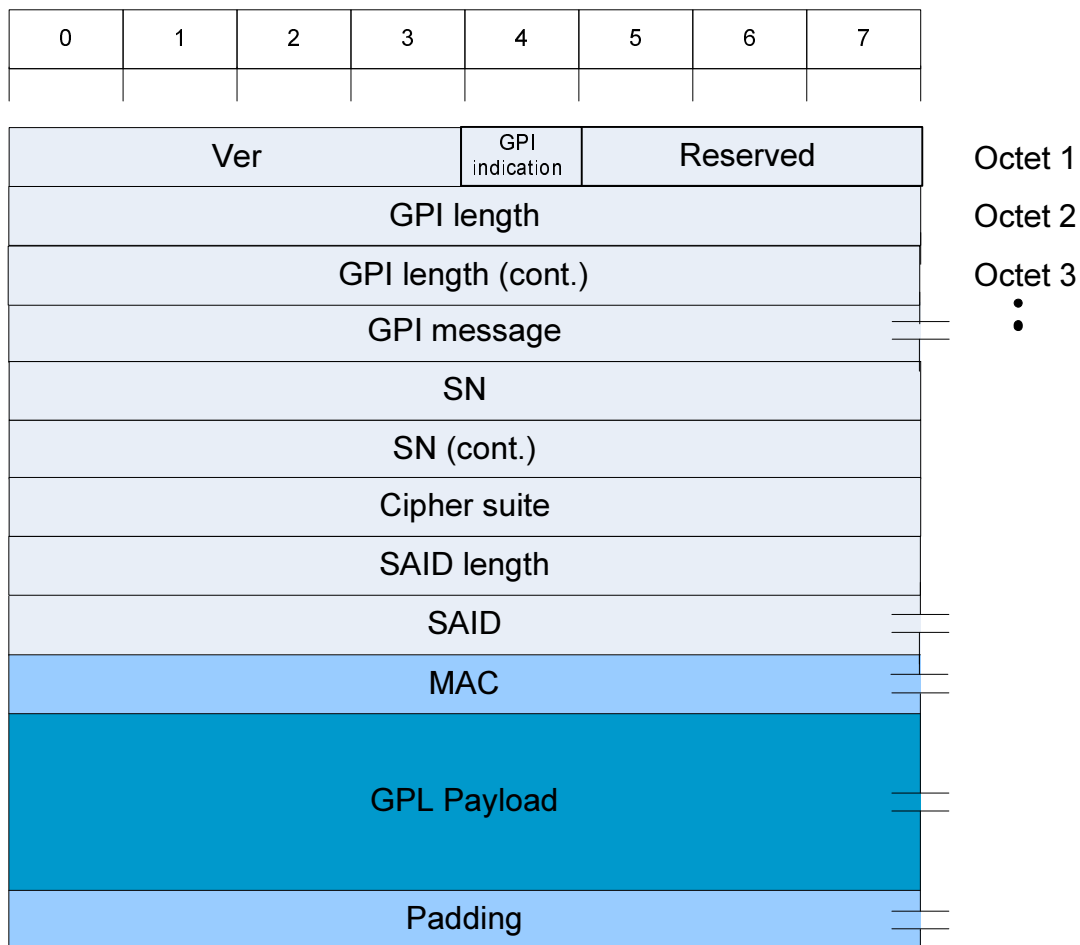 0 1 2 3 4 5 6 7
Ver GPI indication Reserved Octet 1
GPI length Octet 2
GPI length (cont.) Octet 3
GPI message
SN
SN (cont.)
Cipher suite
SAID length
SAID
MAC
GPL Payload
Padding